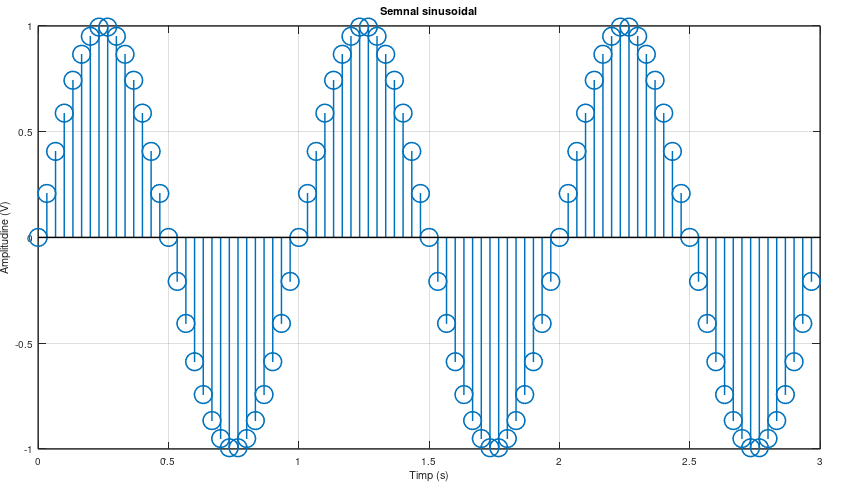 Semnal sinusoidal
1
0.5
0
-0.5
-1
Amplitudine (V)
0 0.5 1 1.5 2 2.5 3
Timp (s)